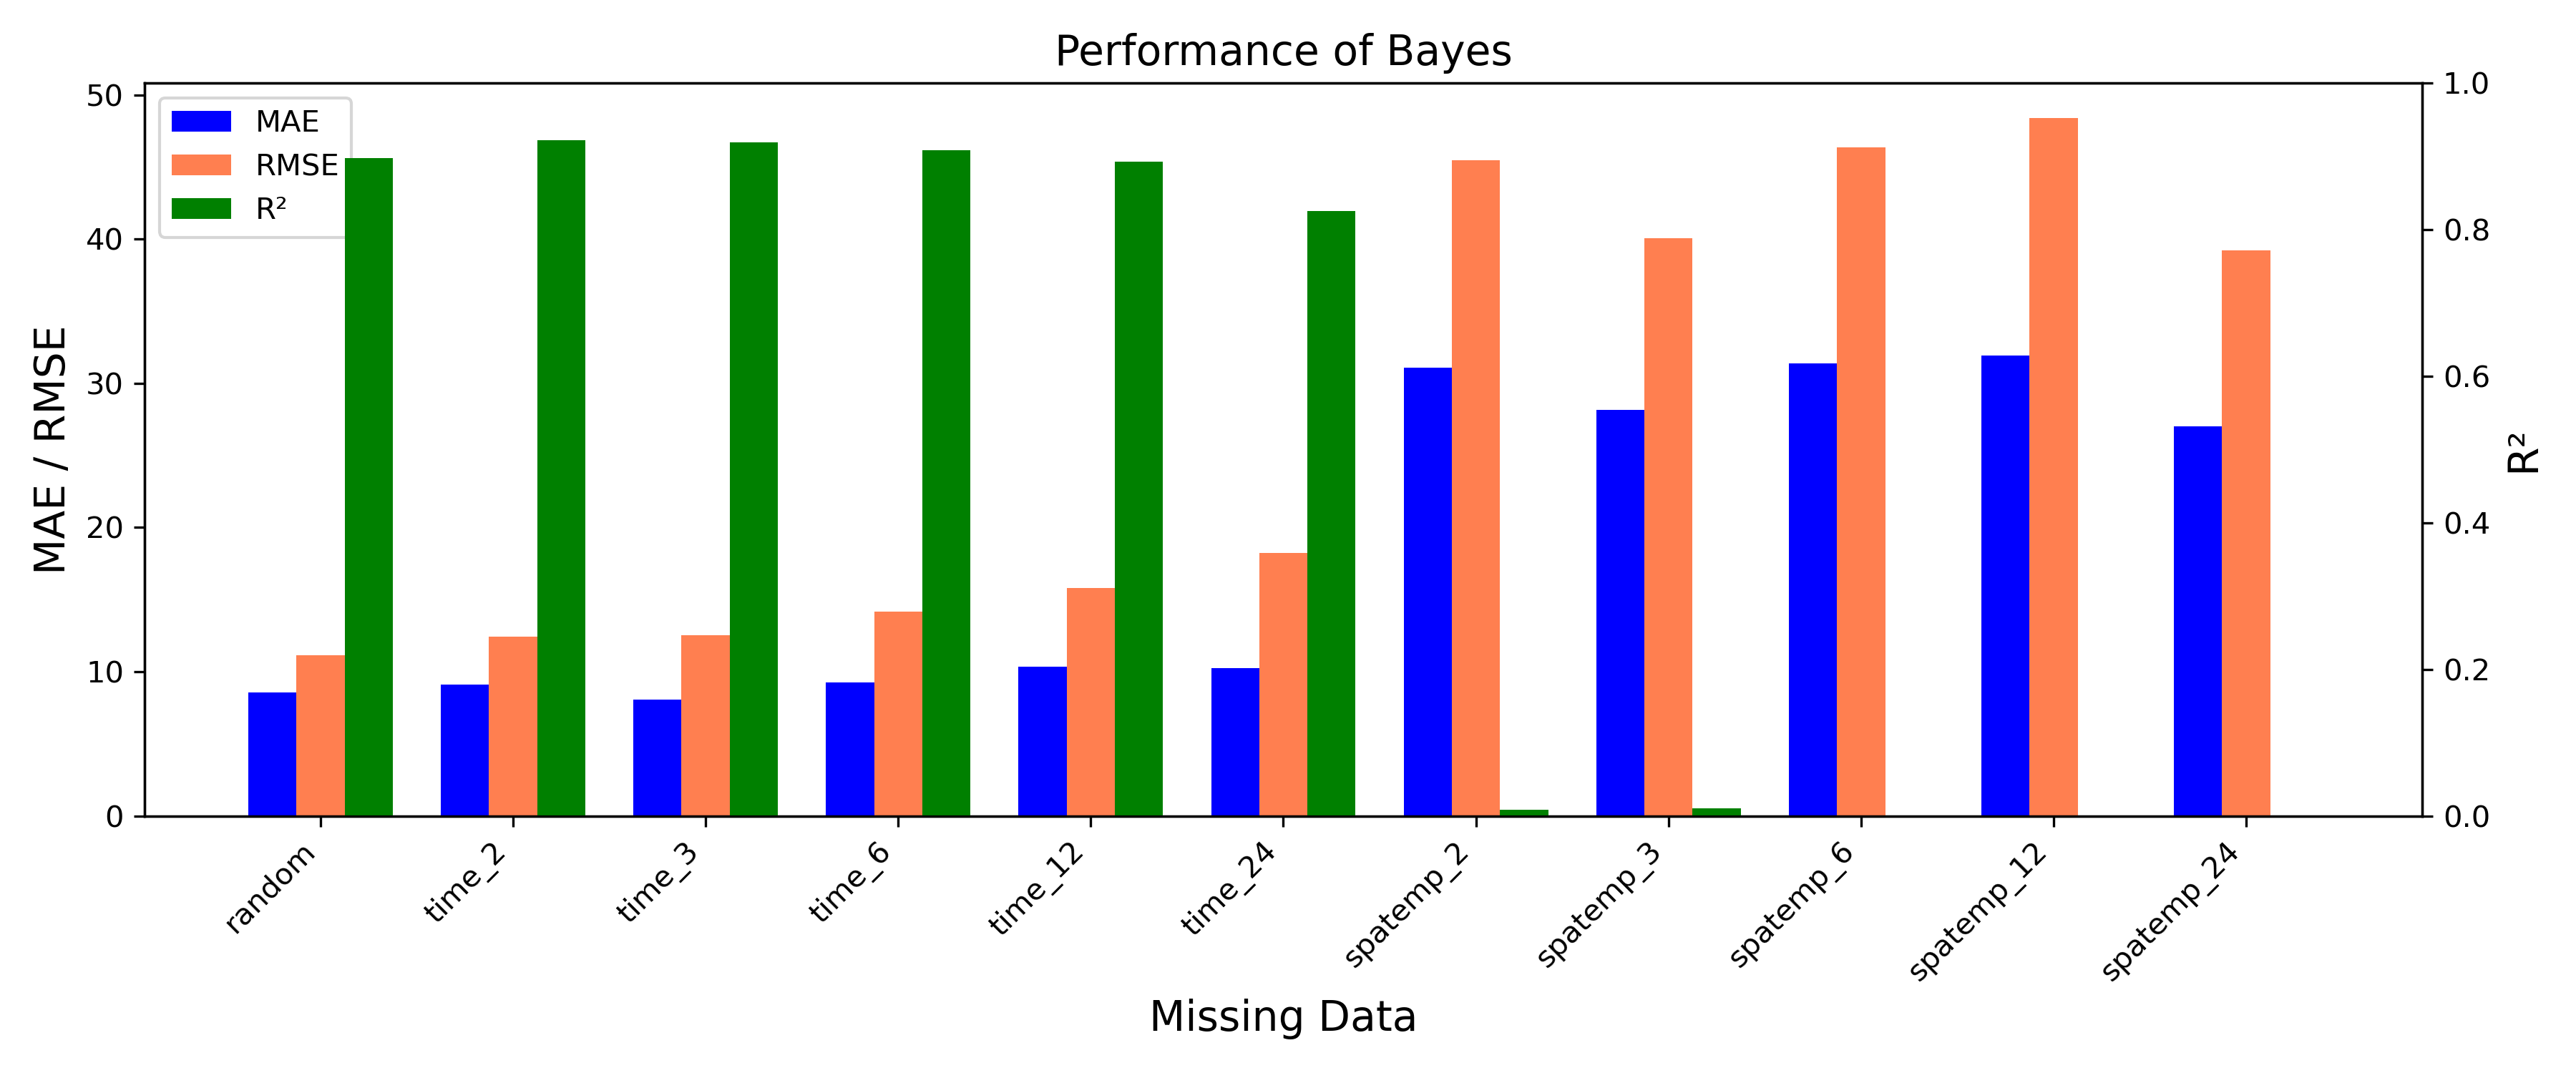 Performance of Bayes
MAE
RMSE
R²
50
40
30
20
10
0
MAE / RMSE
1.0
0.8
0.6
0.4
0.2
0.0
R²
random
time_2
time_3
time_6
time_12
time_24
spatemp_2
spatemp_3
spatemp_6
spatemp_12
spatemp_24
Missing Data